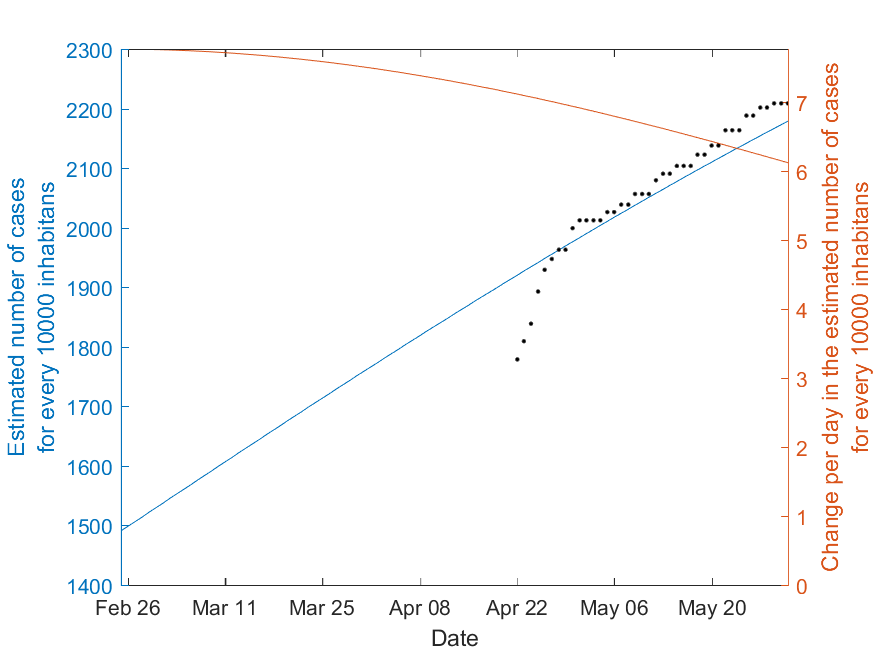 Estimated number of cases
for every 10000 inhabitans
2300
2200
2100
2000
1900
1800
1700
1600
1500
1400
Feb 26
Mar 11
Mar 25
Apr 08
Apr 22
May 06
May 20
Date
7
6
5
4
3
2
1
0
Change per day in the estimated number of cases
for every 10000 inhabitans